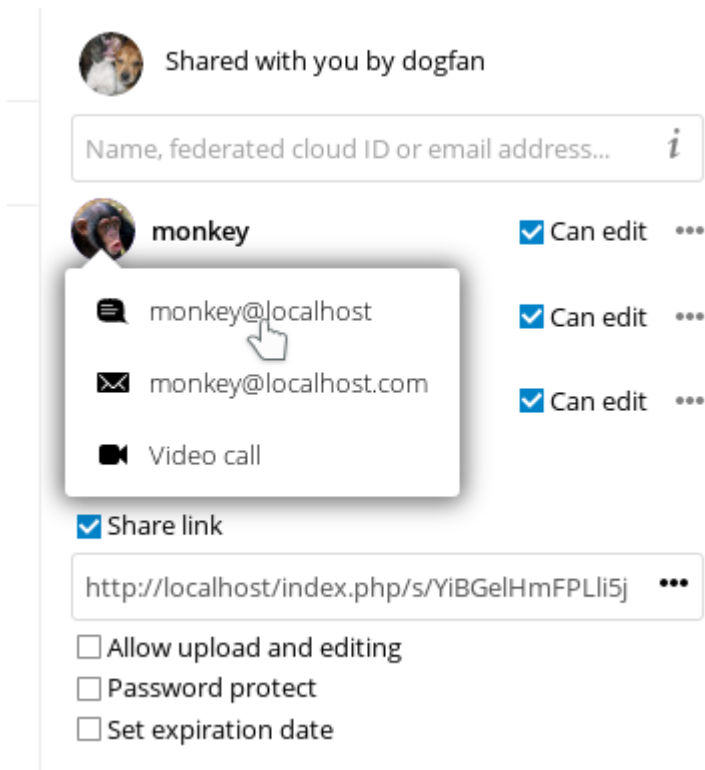 Shared with you by dogfan
Name, federated cloud ID or email address... i
monkey Can edit
monkey@localhost Can edit
monkey@localhost.com Can edit
Video call
Share link
http://localhost/index.php/s/YiBGelHmFPLli5j
Allow upload and editing
Password protect
Set expiration date